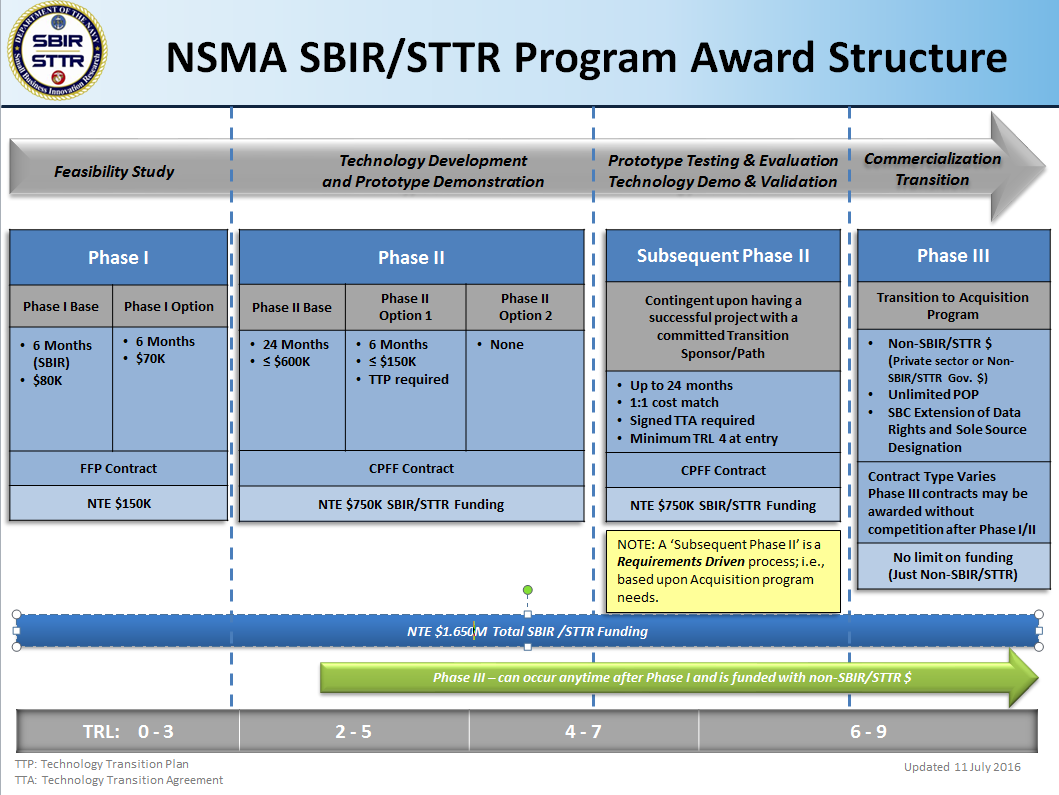 DEPARTMENT OF THE NAVY
SBIR
STTR
Small Business Innovation Research
NSMA SBIR/STTR Program Award Structure
Feasibility Study
Technology Development
and Prototype Demonstration
Prototype Testing & Evaluation
Technology Demo & Validation
Commercialization
Transition
Phase I
Phase I Base
Phase I Option
• 6 Months
(SBIR)
• $80K
• 6 Months
• $70K
FFP Contract
NTE $150K
Phase II
Phase II Base
Phase II
Option 1
Phase II
Option 2
• 24 Months
• ≤ $600K
• 6 Months
• ≤ $150K
• TTP required
• None
CPFF Contract
NTE $750K SBIR/STTR Funding
Subsequent Phase II
Contingent upon having a
successful project with a
committed Transition
Sponsor/Path
• Up to 24 months
• 1:1 cost match
• Signed TTA required
• Minimum TRL 4 at entry
CPFF Contract
NTE $750K SBIR/STTR Funding
NOTE: A ‘Subsequent Phase II’ is a
Requirements Driven process; i.e.,
based upon Acquisition program
needs.
Phase III
Transition to Acquisition
Program
• Non-SBIR/STTR $
(Private sector or Non-
SBIR/STTR Gov. $)
• Unlimited POP
• SBC Extension of Data
Rights and Sole Source
Designation
Contract Type Varies
Phase III contracts may be
awarded without
competition after Phase I/II
No limit on funding
(Just Non-SBIR/STTR)
NTE $1.650M Total SBIR /STTR Funding
Phase III – can occur anytime after Phase I and is funded with non-SBIR/STTR $
TRL: 0 - 3
2 - 5
4 - 7
6 - 9
TTP: Technology Transition Plan
TTA: Technology Transition Agreement
Updated 11 July 2016